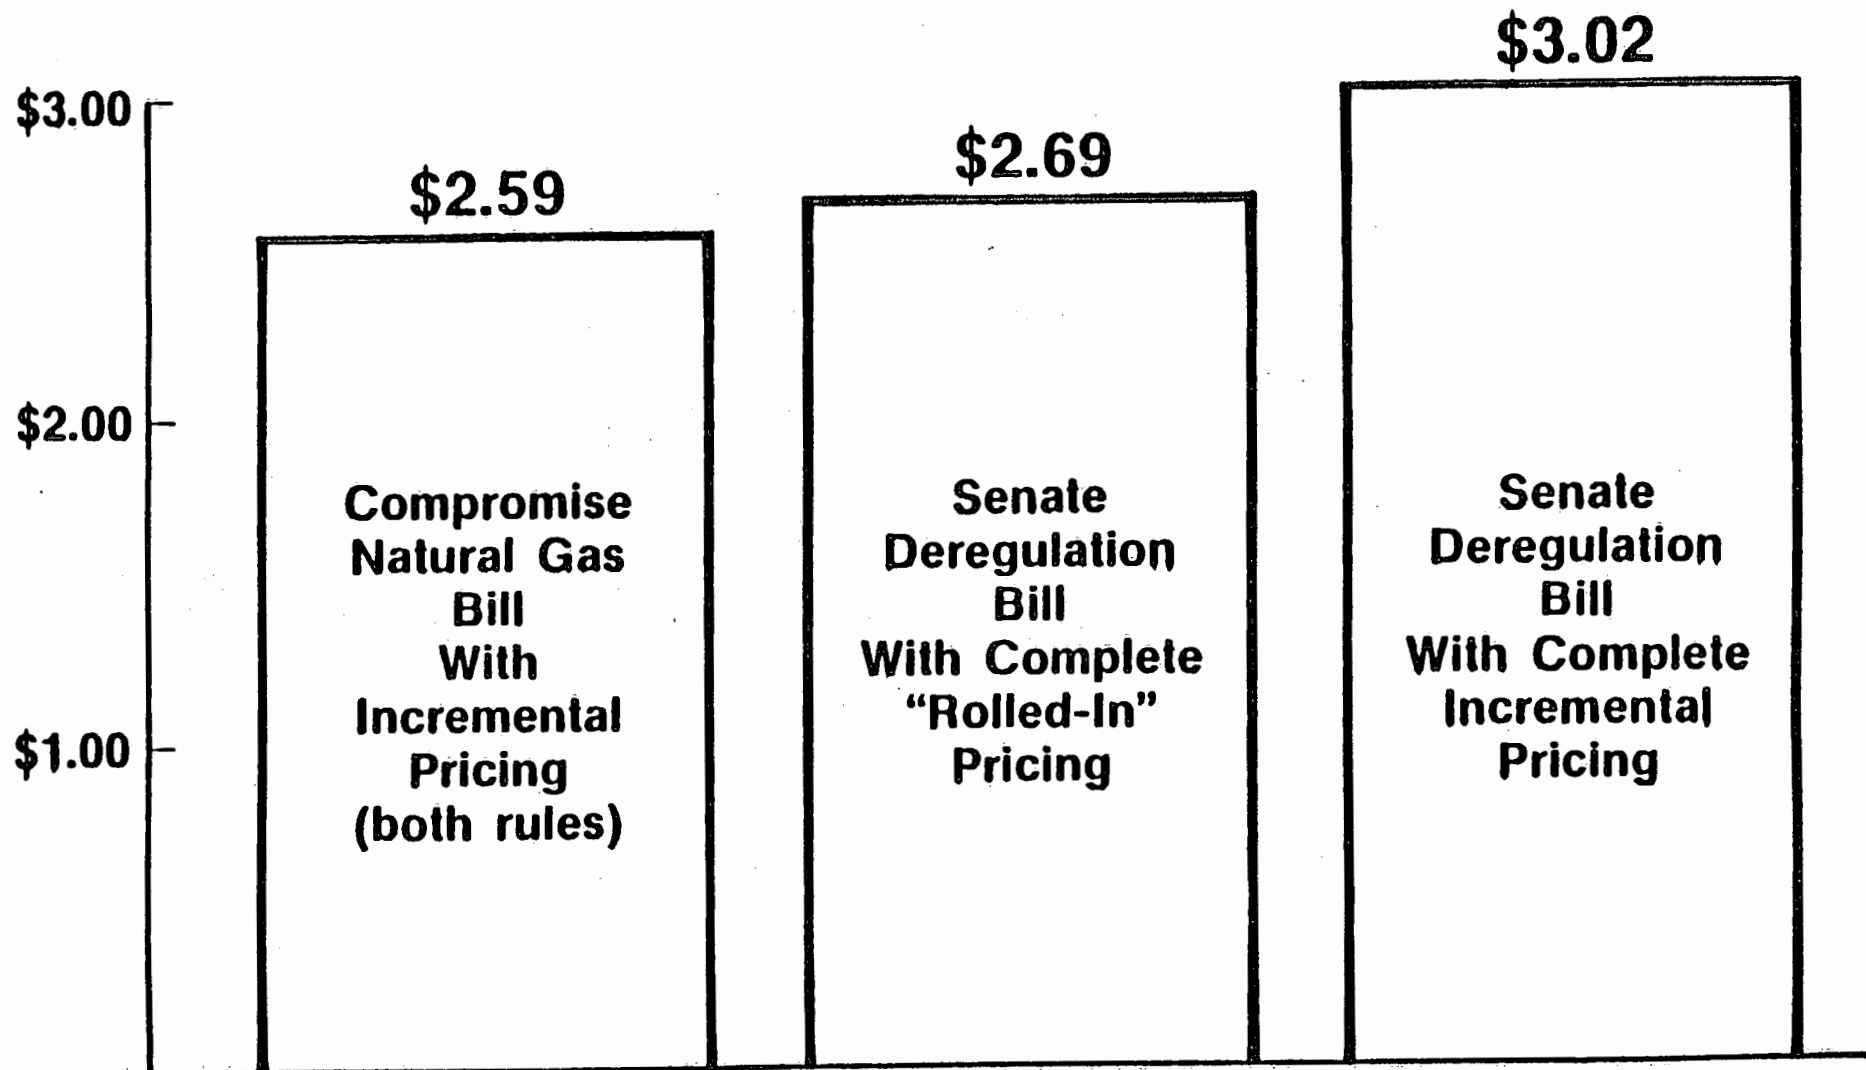 $3.00
$2.00
$1.00
$2.59
Compromise
Natural Gas
Bill
With
Incremental
Pricing
(both rules)
$2.69
Senate
Deregulation
Bill
With Complete
“Rolled-In”
Pricing
$3.02
Senate
Deregulation
Bill
With Complete
Incremental
Pricing